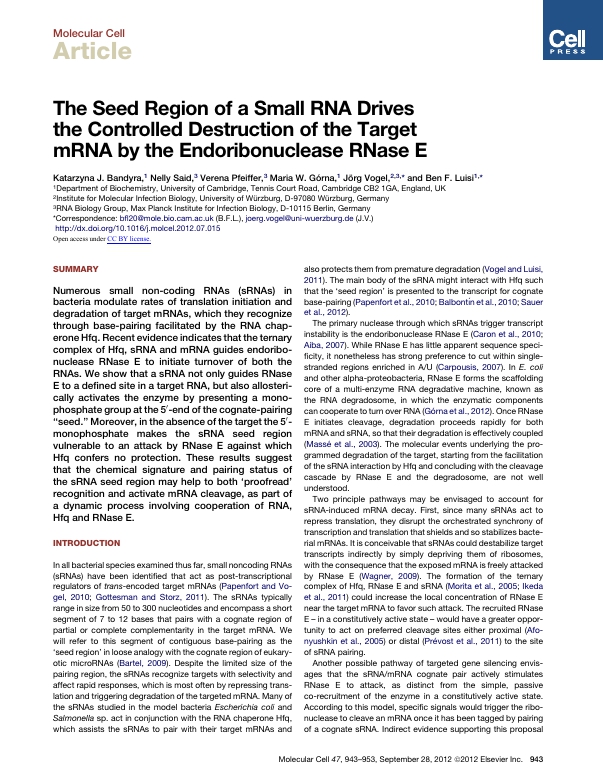 Molecular Cell
Article
Cell
PRESS
The Seed Region of a Small RNA Drives
the Controlled Destruction of the Target
mRNA by the Endoribonuclease RNase E
Katarzyna J. Bandyra,1 Nelly Said,3 Verena Pfeiffer,3 Maria W. Górna,1 Jörg Vogel,2,3,* and Ben F. Luisi1,*
1Department of Biochemistry, University of Cambridge, Tennis Court Road, Cambridge CB2 1GA, England, UK
2Institute for Molecular Infection Biology, University of Würzburg, D-97080 Würzburg, Germany
3RNA Biology Group, Max Planck Institute for Infection Biology, D-10115 Berlin, Germany
*Correspondence: bfl20@mole.bio.cam.ac.uk (B.F.L.), joerg.vogel@uni-wuerzburg.de (J.V.)
http://dx.doi.org/10.1016/j.molcel.2012.07.015
Open access under CC BY license.
SUMMARY
Numerous small non-coding RNAs (sRNAs) in
bacteria modulate rates of translation initiation and
degradation of target mRNAs, which they recognize
through base-pairing facilitated by the RNA chap-
erone Hfq. Recent evidence indicates that the ternary
complex of Hfq, sRNA and mRNA guides endoribo-
nuclease RNase E to initiate turnover of both the
RNAs. We show that a sRNA not only guides RNase
E to a defined site in a target RNA, but also allosteri-
cally activates the enzyme by presenting a mono-
phosphate group at the 5′-end of the cognate-pairing
“seed.” Moreover, in the absence of the target the 5′-
monophosphate makes the sRNA seed region
vulnerable to an attack by RNase E against which
Hfq confers no protection. These results suggest
that the chemical signature and pairing status of
the sRNA seed region may help to both ‘proofread’
recognition and activate mRNA cleavage, as part of
a dynamic process involving cooperation of RNA,
Hfq and RNase E.
INTRODUCTION
In all bacterial species examined thus far, small noncoding RNAs
(sRNAs) have been identified that act as post-transcriptional
regulators of trans-encoded target mRNAs (Papenfort and Vo-
gel, 2010; Gottesman and Storz, 2011). The sRNAs typically
range in size from 50 to 300 nucleotides and encompass a short
segment of 7 to 12 bases that pairs with a cognate region of
partial or complete complementarity in the target mRNA. We
will refer to this segment of contiguous base-pairing as the
‘seed region’ in loose analogy with the cognate region of eukary-
otic microRNAs (Bartel, 2009). Despite the limited size of the
pairing region, the sRNAs recognize targets with selectivity and
affect rapid responses, which is most often by repressing trans-
lation and triggering degradation of the targeted mRNA. Many of
the sRNAs studied in the model bacteria Escherichia coli and
Salmonella sp. act in conjunction with the RNA chaperone Hfq,
which assists the sRNAs to pair with their target mRNAs and
also protects them from premature degradation (Vogel and Luisi,
2011). The main body of the sRNA might interact with Hfq such
that the ‘seed region’ is presented to the transcript for cognate
base-pairing (Papenfort et al., 2010; Balbontín et al., 2010; Sauer
et al., 2012).
The primary nuclease through which sRNAs trigger transcript
instability is the endoribonuclease RNase E (Caron et al., 2010;
Aiba, 2007). While RNase E has little apparent sequence speci-
ficity, it nonetheless has strong preference to cut within single-
stranded regions enriched in A/U (Carpousis, 2007). In E. coli
and other alpha-proteobacteria, RNase E forms the scaffolding
core of a multi-enzyme RNA degradative machine, known as
the RNA degradosome, in which the enzymatic components
can cooperate to turn over RNA (Górna et al., 2012). Once RNase
E initiates cleavage, degradation proceeds rapidly for both
mRNA and sRNA, so that their degradation is effectively coupled
(Massé et al., 2003). The molecular events underlying the pro-
grammed degradation of the target, starting from the facilitation
of the sRNA interaction by Hfq and concluding with the cleavage
cascade by RNase E and the degradosome, are not well
understood.
Two principle pathways may be envisaged to account for
sRNA-induced mRNA decay. First, since many sRNAs act to
repress translation, they disrupt the orchestrated synchrony of
transcription and translation that shields and so stabilizes bacte-
rial mRNAs. It is conceivable that sRNAs could destabilize target
transcripts indirectly by simply depriving them of ribosomes,
with the consequence that the exposed mRNA is freely attacked
by RNase E (Wagner, 2009). The formation of the ternary
complex of Hfq, RNase E and sRNA (Morita et al., 2005; Ikeda
et al., 2011) could increase the local concentration of RNase E
near the target mRNA to favor such attack. The recruited RNase
E – in a constitutively active state – would have a greater oppor-
tunity to act on preferred cleavage sites either proximal (Afo-
nyushkin et al., 2005) or distal (Prévost et al., 2011) to the site
of sRNA pairing.
Another possible pathway of targeted gene silencing envis-
ages that the sRNA/mRNA cognate pair actively stimulates
RNase E to attack, as distinct from the simple, passive
co-recruitment of the enzyme in a constitutively active state.
According to this model, specific signals would trigger the ribo-
nuclease to cleave an mRNA once it has been tagged by pairing
of a cognate sRNA. Indirect evidence supporting this proposal
Molecular Cell 47, 943–953, September 28, 2012 ©2012 Elsevier Inc. 943